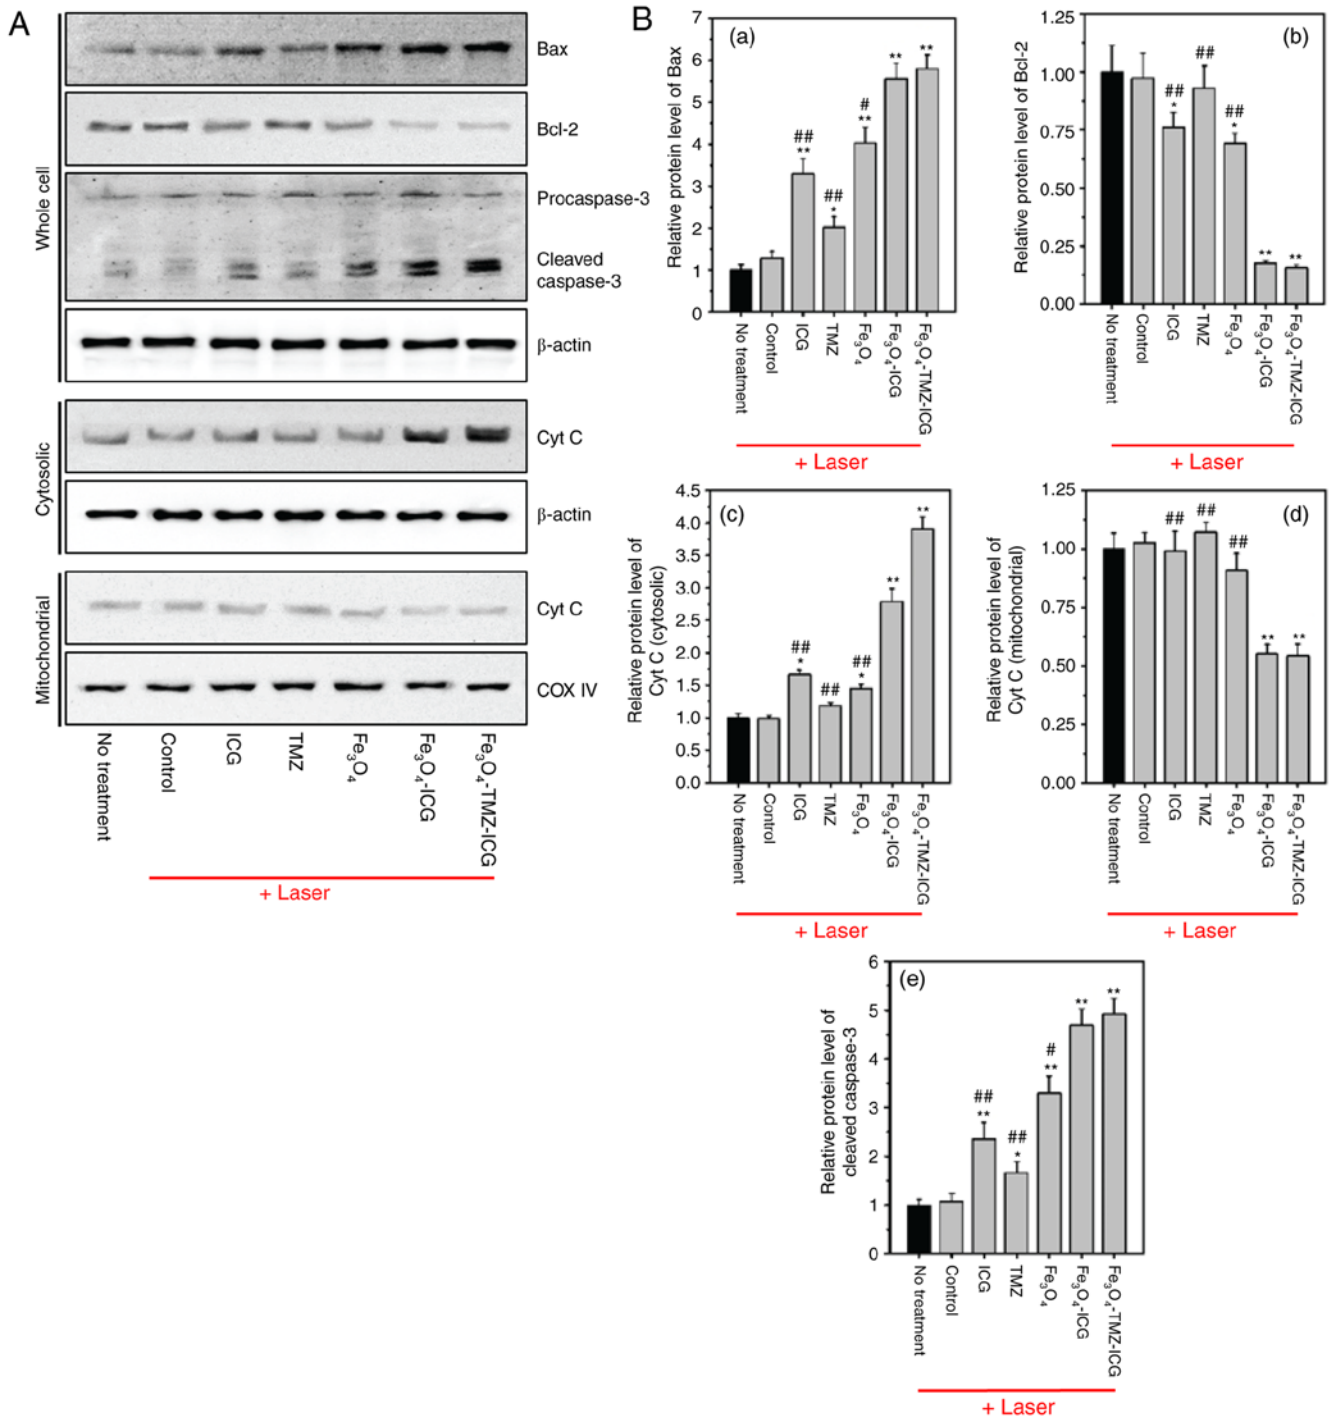 A
Whole cell
Bax
Bcl-2
Procaspase-3
Cleaved
caspase-3
β-actin
Cytosolic
Cyt C
β-actin
Mitochondrial
Cyt C
COX IV
No treatment
Control
ICG
TMZ
Fe₃O₄
Fe₃O₄-ICG
Fe₃O₄-TMZ-ICG
+ Laser
B
(a)
Relative protein level of Bax
7
6
5
4
3
2
1
0
##
**
##
*
#
**
**
**
No treatment
Control
ICG
TMZ
Fe₃O₄
Fe₃O₄-ICG
Fe₃O₄-TMZ-ICG
+ Laser
(b)
Relative protein level of Bcl-2
1.25
1.00
0.75
0.50
0.25
0.00
##
*
##
##
*
**
**
No treatment
Control
ICG
TMZ
Fe₃O₄
Fe₃O₄-ICG
Fe₃O₄-TMZ-ICG
+ Laser
(c)
Relative protein level of
Cyt C (cytosolic)
4.5
4.0
3.5
3.0
2.5
2.0
1.5
1.0
0.5
0.0
##
*
##
##
*
**
**
No treatment
Control
ICG
TMZ
Fe₃O₄
Fe₃O₄-ICG
Fe₃O₄-TMZ-ICG
+ Laser
(d)
Relative protein level of
Cyt C (mitochondrial)
1.25
1.00
0.75
0.50
0.25
0.00
##
##
##
**
**
No treatment
Control
ICG
TMZ
Fe₃O₄
Fe₃O₄-ICG
Fe₃O₄-TMZ-ICG
+ Laser
(e)
Relative protein level of
cleaved caspase-3
6
5
4
3
2
1
0
##
**
##
*
#
**
**
**
No treatment
Control
ICG
TMZ
Fe₃O₄
Fe₃O₄-ICG
Fe₃O₄-TMZ-ICG
+ Laser